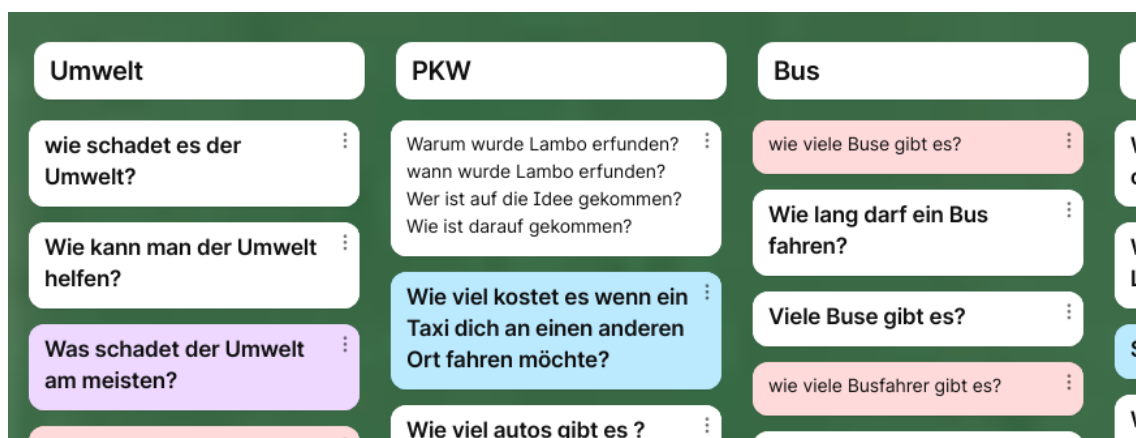 Umwelt
wie schadet es der
Umwelt?
Wie kann man der Umwelt
helfen?
Was schadet der Umwelt
am meisten?
PKW
Warum wurde Lambo erfunden?
wann wurde Lambo erfunden?
Wer ist auf die Idee gekommen?
Wie ist darauf gekommen?
Wie viel kostet es wenn ein
Taxi dich an einen anderen
Ort fahren möchte?
Wie viel autos gibt es ?
Bus
wie viele Buse gibt es?
Wie lang darf ein Bus
fahren?
Viele Buse gibt es?
wie viele Busfahrer gibt es?